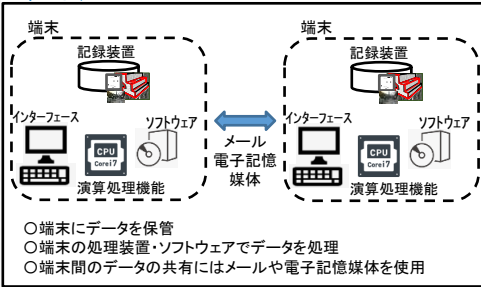 端末
端末
記録装置
記録装置
インターフェース
ソフトウェア
インターフェース
ソフトウェア
CPU
Corei7
CPU
Corei7
メール
電子記憶
媒体
演算処理機能
演算処理機能
○端末にデータを保管
○端末の処理装置・ソフトウェアでデータを処理
○端末間のデータの共有にはメールや電子記憶媒体を使用